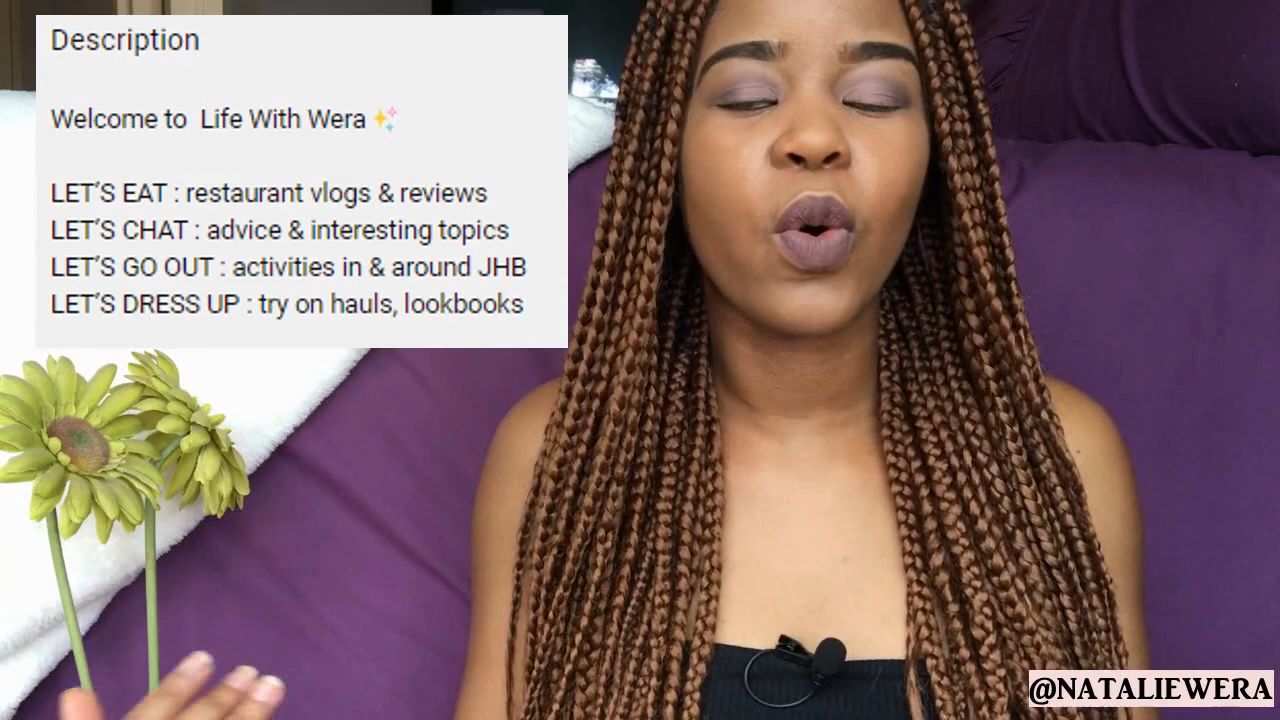 Description
Welcome to Life With Wera ✨
LET’S EAT : restaurant vlogs & reviews
LET’S CHAT : advice & interesting topics
LET’S GO OUT : activities in & around JHB
LET’S DRESS UP : try on hauls, lookbooks
@NATALIEWERA